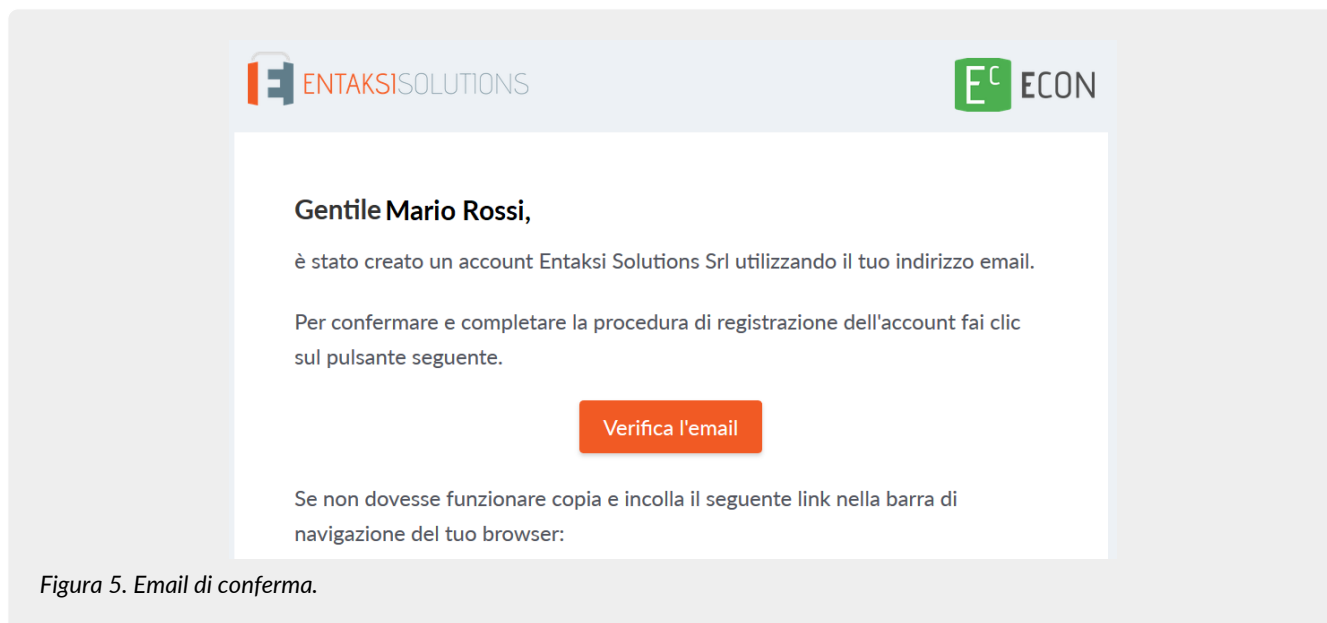 ENTAKSISOLUTIONS
EC ECON
Gentile Mario Rossi,
è stato creato un account Entaksi Solutions Srl utilizzando il tuo indirizzo email.
Per confermare e completare la procedura di registrazione dell'account fai clic
sul pulsante seguente.
Verifica l'email
Se non dovesse funzionare copia e incolla il seguente link nella barra di
navigazione del tuo browser:
Figura 5. Email di conferma.